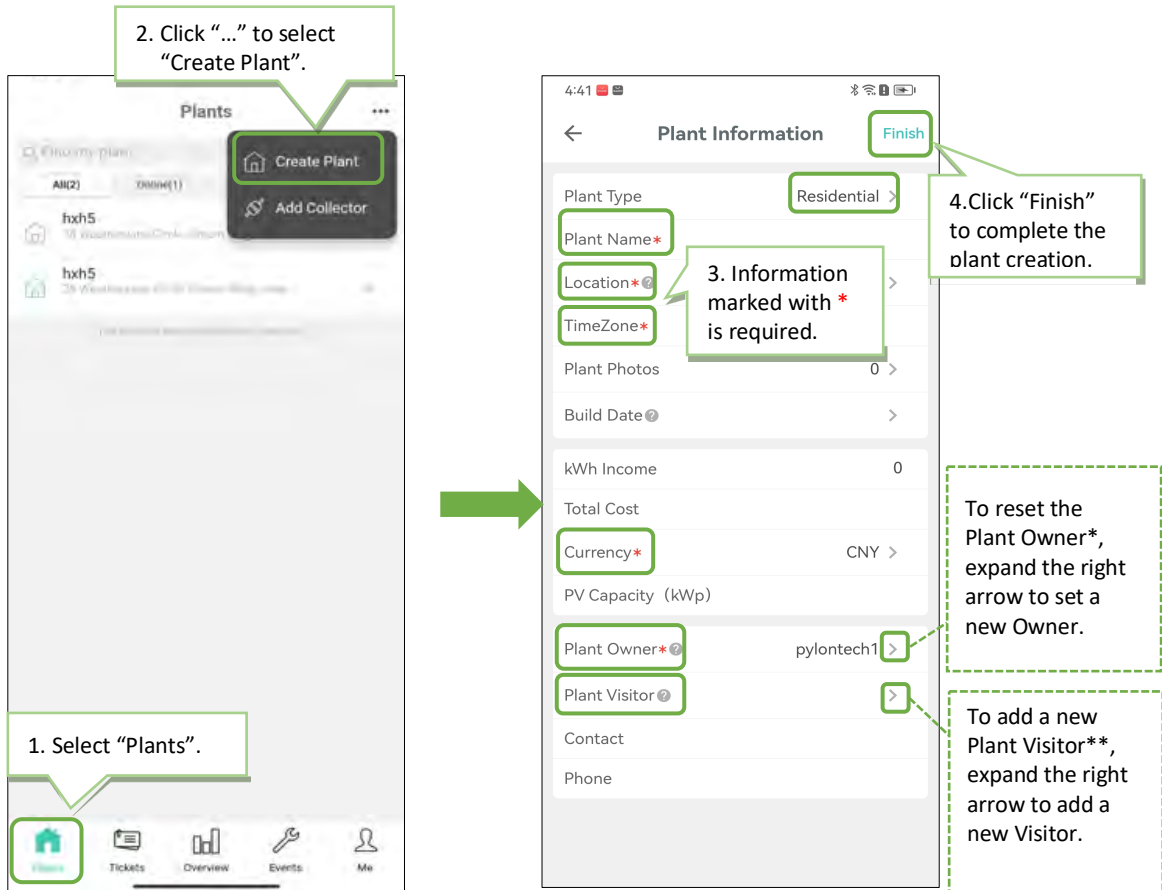 2. Click “…” to select
“Create Plant”.
Plants
...
Create Plant
All(2)
Online(1)
Add Collector
hxh5
hxh5
1. Select “Plants”.
Plants
Tickets
Overview
Events
Me
4:41
Plant Information
Finish
Plant Type
Residential >
Plant Name*
Location*
>
TimeZone*
3. Information
marked with *
is required.
4.Click “Finish”
to complete the
plant creation.
Plant Photos
0 >
Build Date
>
kWh Income
0
Total Cost
Currency*
CNY >
PV Capacity（kWp）
Plant Owner*
pylontech1 >
Plant Visitor
>
Contact
Phone
To reset the
Plant Owner*,
expand the right
arrow to set a
new Owner.
To add a new
Plant Visitor**,
expand the right
arrow to add a
new Visitor.